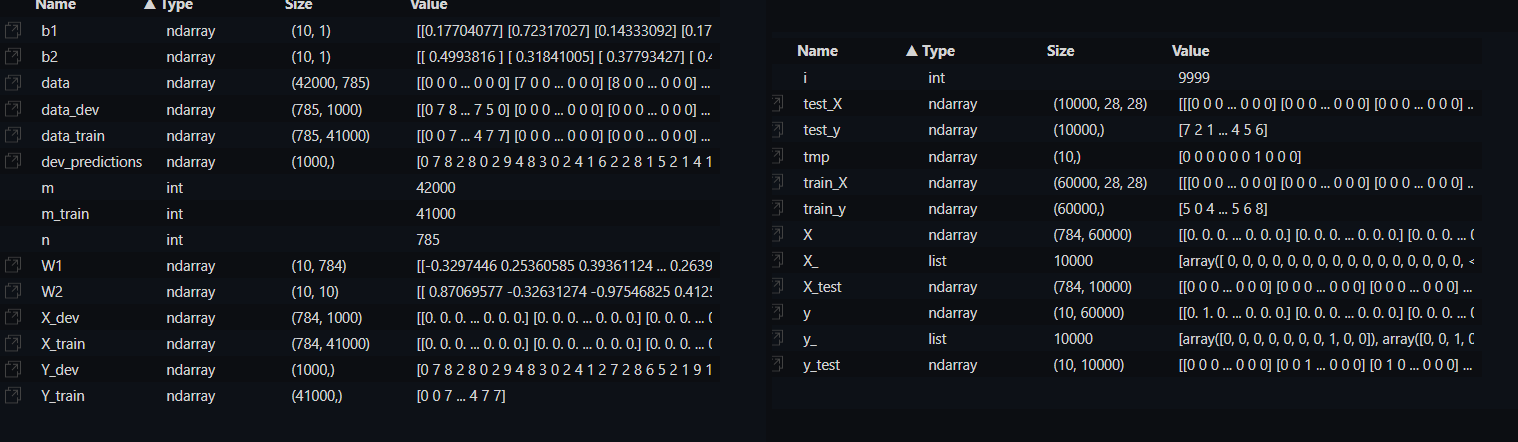 Name ▲ Type Size Value
b1 ndarray (10, 1) [[0.17704077] [0.72317027] [0.14333092] [0.17
b2 ndarray (10, 1) [[ 0.4993816 ] [ 0.31841005] [ 0.37793427] [ 0.4
data ndarray (42000, 785) [[0 0 0 ... 0 0 0] [7 0 0 ... 0 0 0] [8 0 0 ... 0 0 0] ...
data_dev ndarray (785, 1000) [[0 7 8 ... 7 5 0] [0 0 0 ... 0 0 0] [0 0 0 ... 0 0 0] ...
data_train ndarray (785, 41000) [[0 0 7 ... 4 7 7] [0 0 0 ... 0 0 0] [0 0 0 ... 0 0 0] ...
dev_predictions ndarray (1000,) [0 7 8 2 8 0 2 9 4 8 3 0 2 4 1 6 2 2 8 1 5 2 1 4 1
m int 42000
m_train int 41000
n int 785
W1 ndarray (10, 784) [[-0.3297446 0.25360585 0.39361124 ... 0.2639
W2 ndarray (10, 10) [[ 0.87069577 -0.32631274 -0.97546825 0.4125
X_dev ndarray (784, 1000) [[0. 0. 0. ... 0. 0. 0.] [0. 0. 0. ... 0. 0. 0.] [0. 0. 0. ... 0
X_train ndarray (784, 41000) [[0. 0. 0. ... 0. 0. 0.] [0. 0. 0. ... 0. 0. 0.] [0. 0. 0. ... 0
Y_dev ndarray (1000,) [0 7 8 2 8 0 2 9 4 8 3 0 2 4 1 2 7 2 8 6 5 2 1 9 1
Y_train ndarray (41000,) [0 0 7 ... 4 7 7]
Name ▲ Type Size Value
i int 9999
test_X ndarray (10000, 28, 28) [[[0 0 0 ... 0 0 0] [0 0 0 ... 0 0 0] [0 0 0 ... 0 0 0] ...
test_y ndarray (10000,) [7 2 1 ... 4 5 6]
tmp ndarray (10,) [0 0 0 0 0 0 1 0 0 0]
train_X ndarray (60000, 28, 28) [[[0 0 0 ... 0 0 0] [0 0 0 ... 0 0 0] [0 0 0 ... 0 0 0] ...
train_y ndarray (60000,) [5 0 4 ... 5 6 8]
X ndarray (784, 60000) [[0. 0. 0. ... 0. 0. 0.] [0. 0. 0. ... 0. 0. 0.] [0. 0. 0. ... 0
X_ list 10000 [array([ 0, 0, 0, 0, 0, 0, 0, 0, 0, 0, 0, 0, 0, 0, 0, 0, <
X_test ndarray (784, 10000) [[0 0 0 ... 0 0 0] [0 0 0 ... 0 0 0] [0 0 0 ... 0 0 0] ...
y ndarray (10, 60000) [[0. 1. 0. ... 0. 0. 0.] [0. 0. 0. ... 0. 0. 0.] [0. 0. 0. ... 0
y_ list 10000 [array([0, 0, 0, 0, 0, 0, 0, 1, 0, 0]), array([0, 0, 1, 0
y_test ndarray (10, 10000) [[0 0 0 ... 0 0 0] [0 0 1 ... 0 0 0] [0 1 0 ... 0 0 0] ...